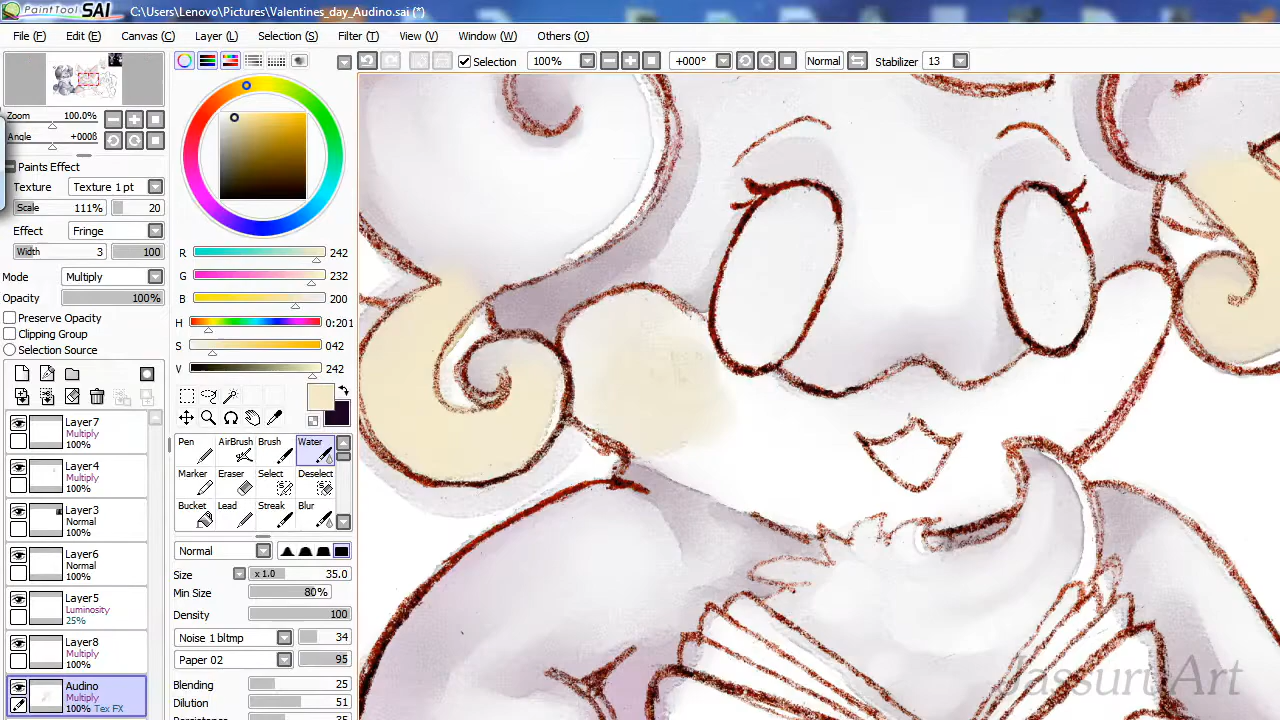 PaintTool SAI C:\Users\Lenovo\Pictures\Valentines_day_Audino.sai (*)
File (F) Edit (E) Canvas (C) Layer (L) Selection (S) Filter (T) View (V) Window (W) Others (O)
Selection 100% +000° Normal Stabilizer 13
Zoom 100.0%
Angle +000ß
Paints Effect
Texture Texture 1 pt
Scale 111% 20
Effect Fringe
Width 3 100
Mode Multiply
Opacity 100%
Preserve Opacity
Clipping Group
Selection Source
Layer7
Multiply
100%
Layer4
Multiply
100%
Layer3
Normal
100%
Layer6
Normal
100%
Layer5
Luminosity
25%
Layer8
Multiply
100%
Audino
Multiply
100% Tex FX
R 242
G 232
B 200
H 0:201
S 042
V 242
Pen AirBrush Brush Water
Marker Eraser Select Deselect
Bucket Lead Streak Blur
Normal
Size x 1.0 35.0
Min Size 80%
Density 100
Noise 1 bltmp 34
Paper 02 95
Blending 25
Dilution 51
Jassurt Art